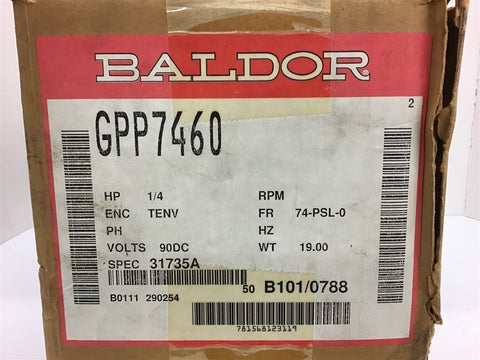 BALDOR
2
GPP7460
HP 1/4 RPM
ENC TENV FR 74-PSL-0
PH HZ
VOLTS 90DC WT 19.00
SPEC 31735A
50 B101/0788
B0111 290254
781568123119